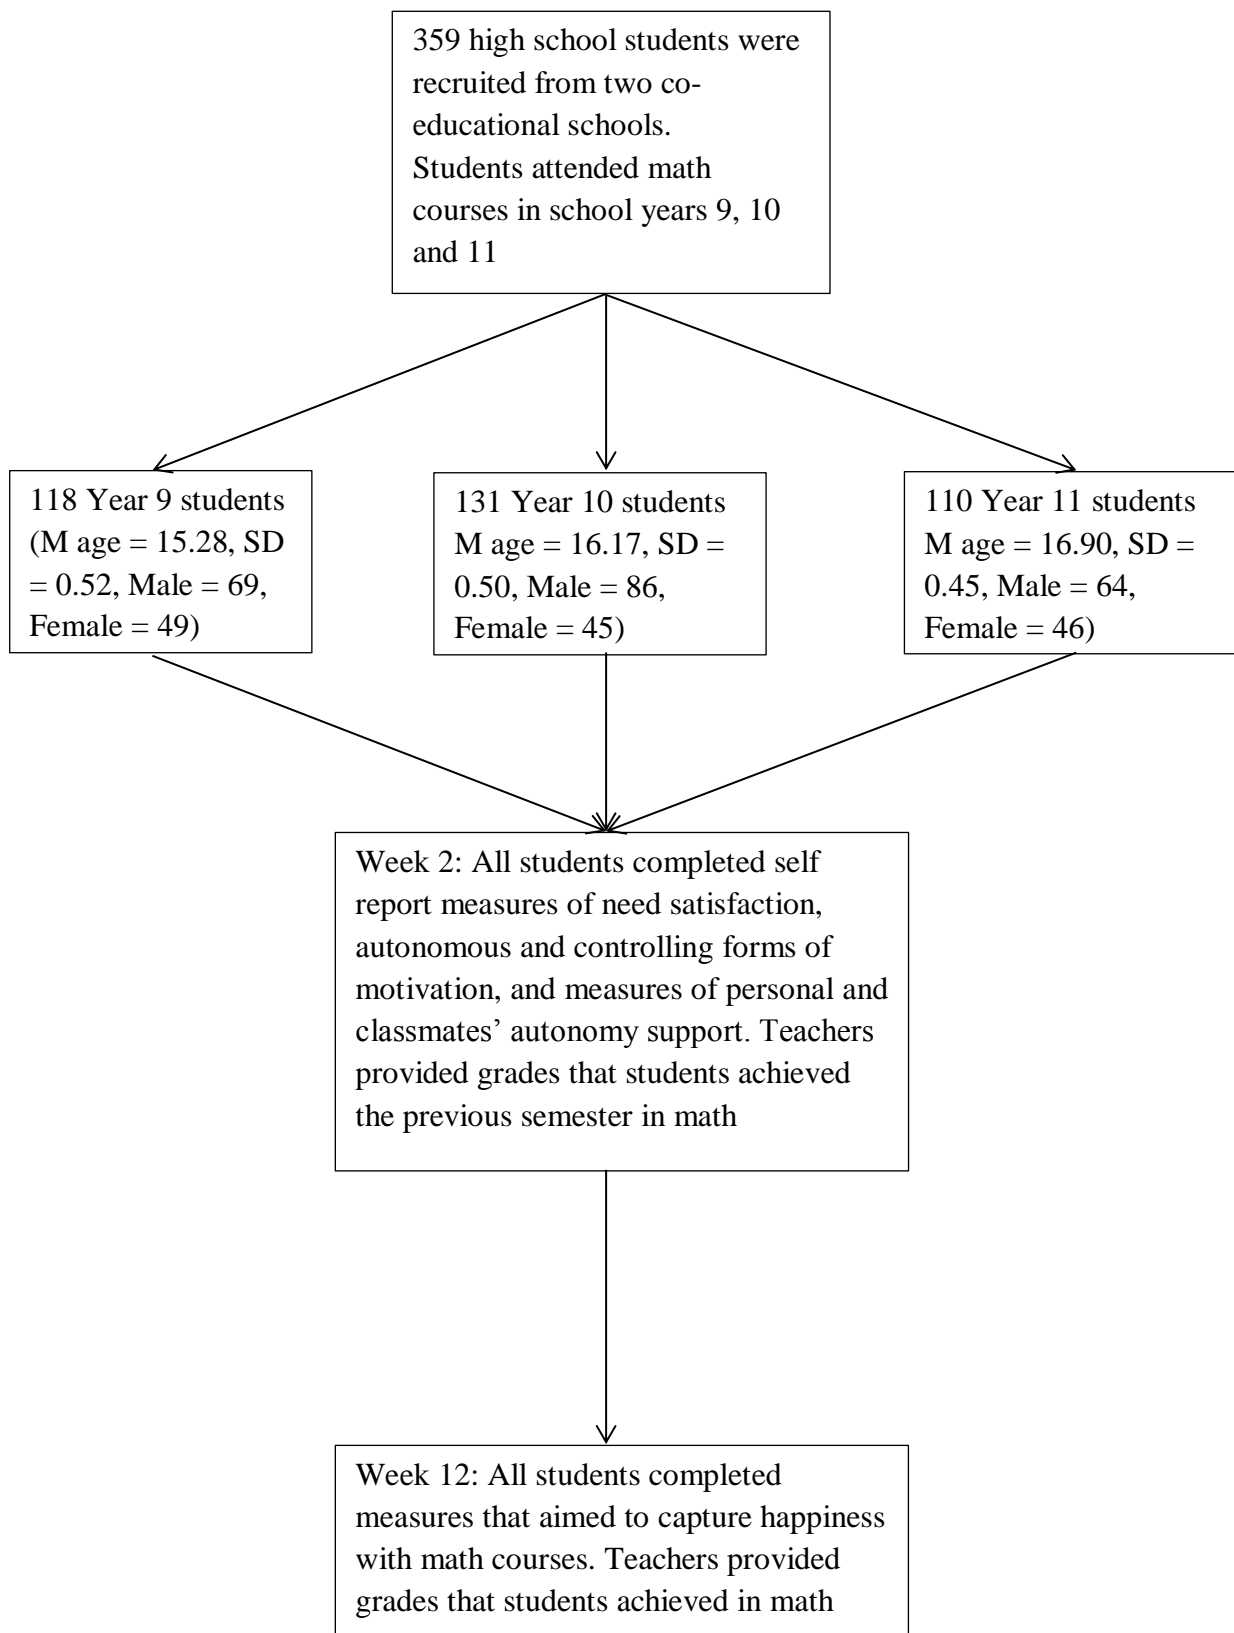 359 high school students were
recruited from two co-
educational schools.
Students attended math
courses in school years 9, 10
and 11
118 Year 9 students
(M age = 15.28, SD
= 0.52, Male = 69,
Female = 49)
131 Year 10 students
M age = 16.17, SD =
0.50, Male = 86,
Female = 45)
110 Year 11 students
M age = 16.90, SD =
0.45, Male = 64,
Female = 46)
Week 2: All students completed self
report measures of need satisfaction,
autonomous and controlling forms of
motivation, and measures of personal and
classmates’ autonomy support. Teachers
provided grades that students achieved
the previous semester in math
Week 12: All students completed
measures that aimed to capture happiness
with math courses. Teachers provided
grades that students achieved in math